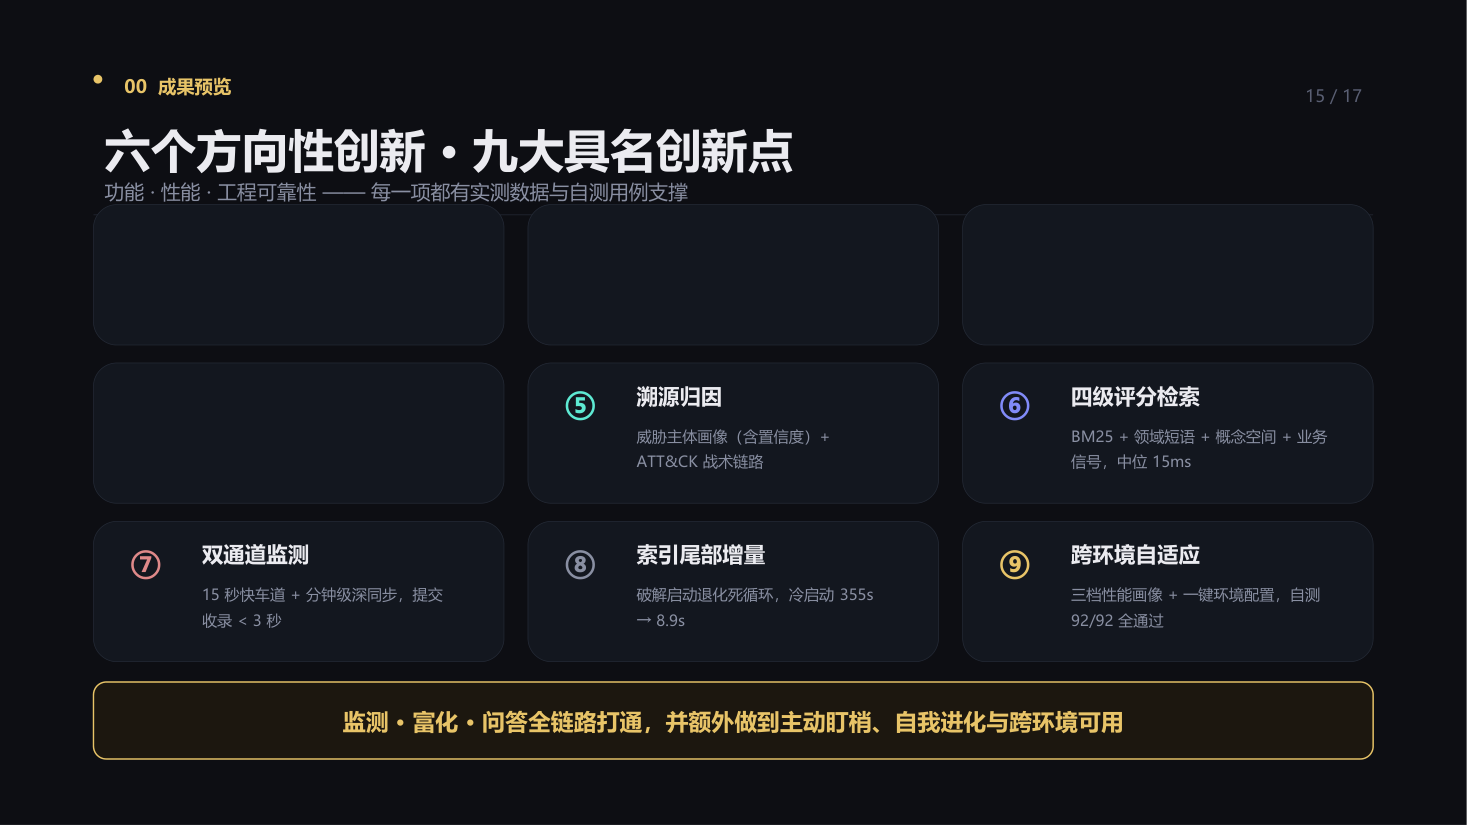 00 成果预览
15 / 17
六个方向性创新·九大具名创新点
功能 · 性能 · 工程可靠性 —— 每一项都有实测数据与自测用例支撑
⑤ 溯源归因
威胁主体画像（含置信度）+
ATT&CK 战术链路
⑥ 四级评分检索
BM25 + 领域短语 + 概念空间 + 业务
信号，中位 15ms
⑦ 双通道监测
15 秒快车道 + 分钟级深同步，提交
收录 < 3 秒
⑧ 索引尾部增量
破解启动退化死循环，冷启动 355s
→ 8.9s
⑨ 跨环境自适应
三档性能画像 + 一键环境配置，自测
92/92 全通过
监测·富化·问答全链路打通，并额外做到主动盯梢、自我进化与跨环境可用